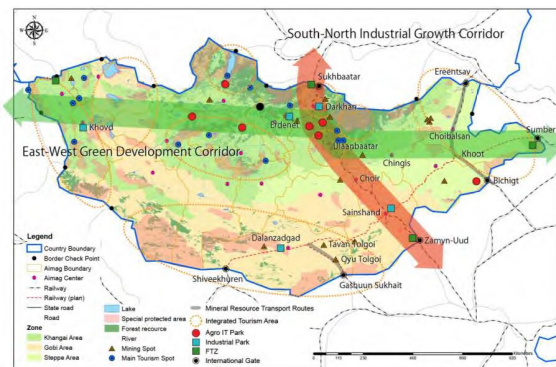 South-North Industrial Growth Corridor
Sukhbaatar
Ereentsav
Darkhan
Erdenet
Khovd
Choibalsan
Sumber
Ulaanbaatar
East-West Green Development Corridor
Khoot
Chingis
Choir
Bichigt
Sainshand
Dalanzadgad
Tavan Tolgoi
Zamyn-Uud
Oyu Tolgoi
Shiveekhuren
Gashuun Sukhait
Legend
Country Boundary
Border Check Point
Aimag Boundary
Aimag Center
Railway
Railway (plan)
State road
Road
Zone
Khangai Area
Gobi Area
Steppe Area
Lake
Special protected area
Forest recource
River
Mining Spot
Main Tourism Spot
Mineral Resource Transport Routes
Integrated Tourism Area
Agro IT Park
Industrial Park
FTZ
International Gate